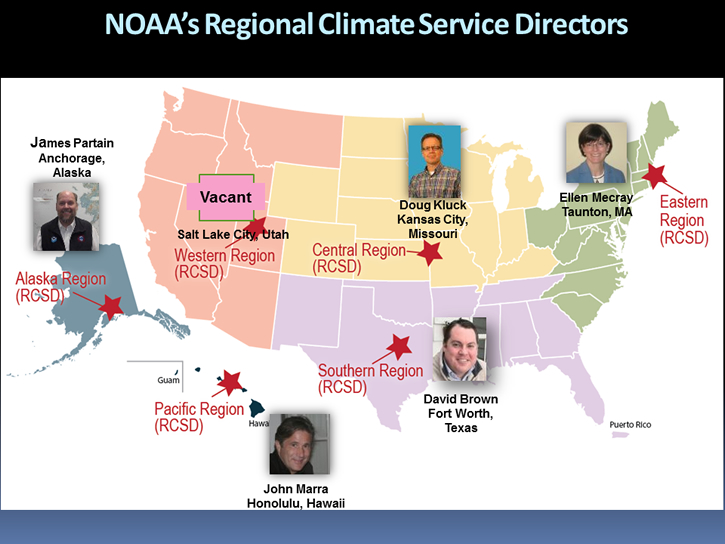 NOAA's Regional Climate Service Directors
James Partain
Anchorage,
Alaska
Vacant
Salt Lake City, Utah
Western Region
(RCSD)
Doug Kluck
Kansas City,
Missouri
Central Region
(RCSD)
Ellen Mecray
Taunton, MA
Eastern
Region
(RCSD)
Alaska Region
(RCSD)
Southern Region
(RCSD)
David Brown
Fort Worth,
Texas
Guam
Pacific Region
(RCSD)
Hawa
John Marra
Honolulu, Hawaii
Puerto Rico